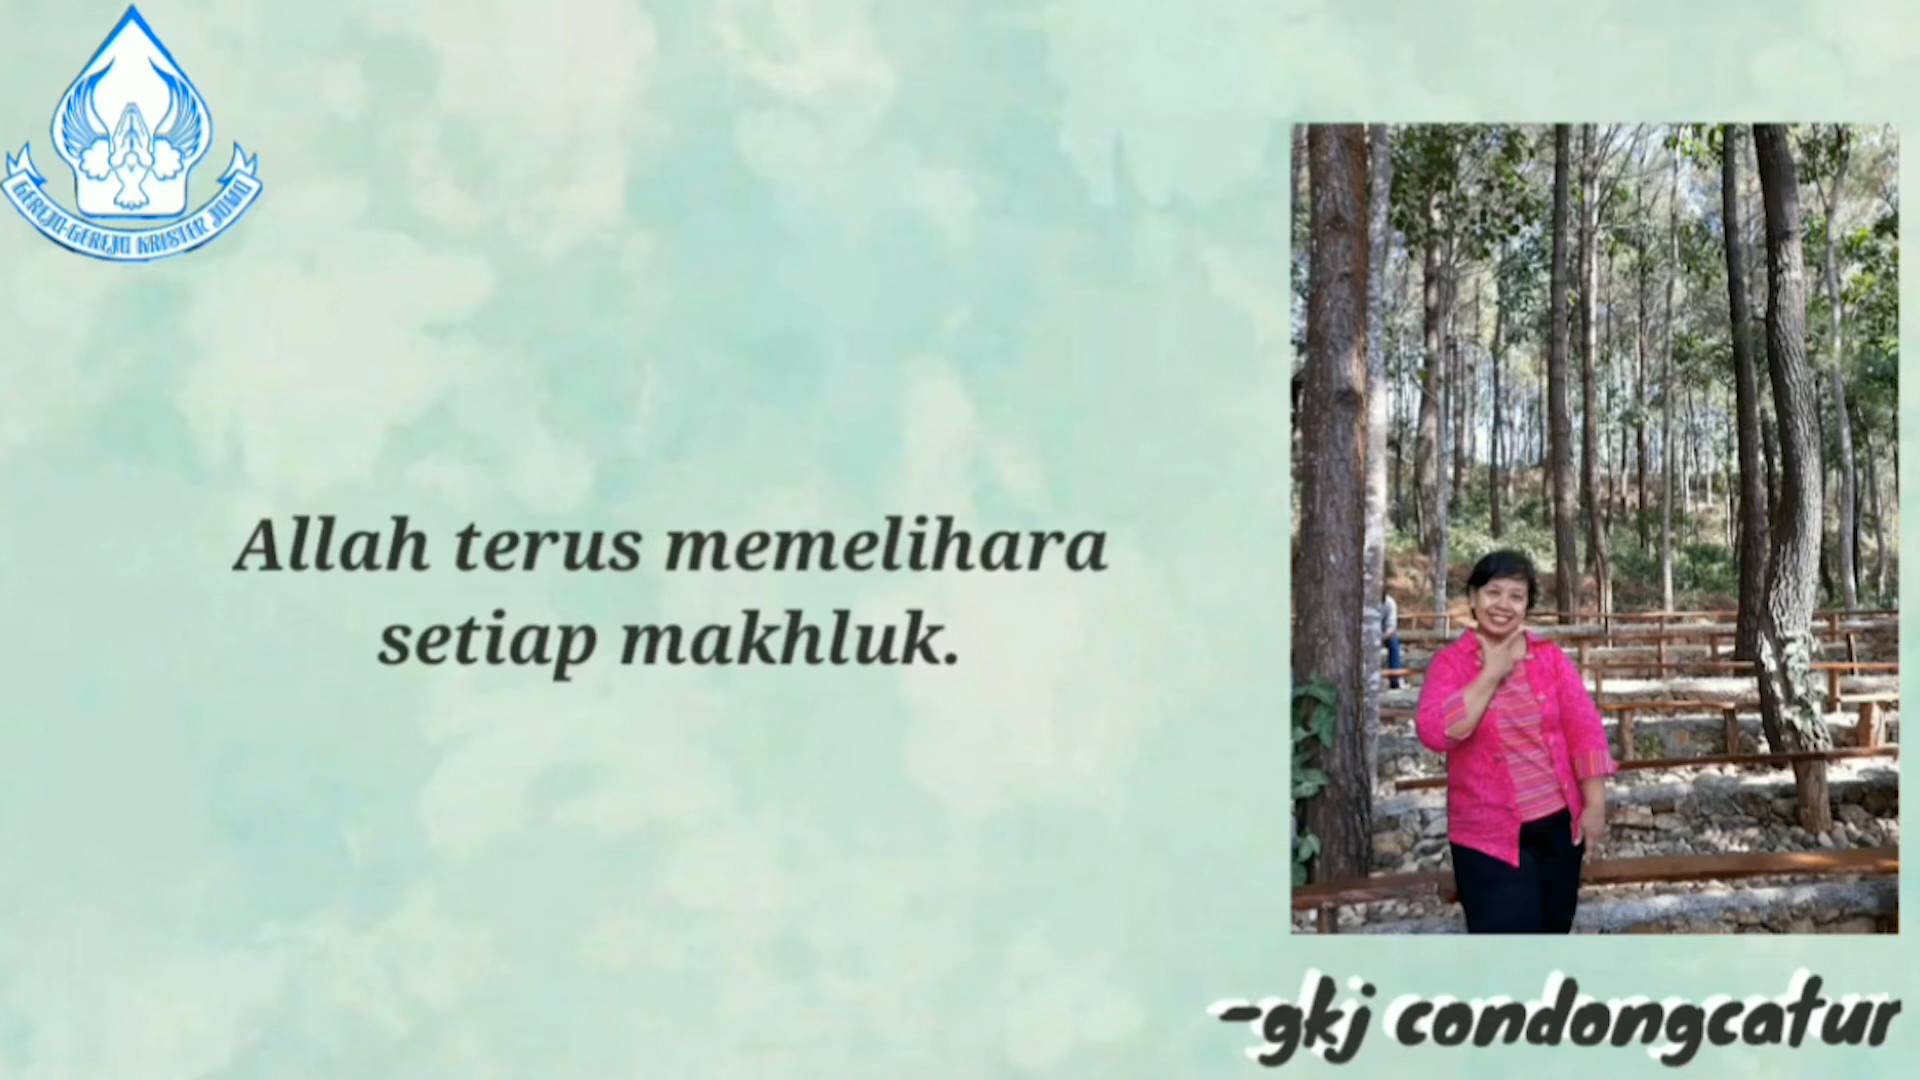 GEREJA-GEREJA KRISTEN JAWA
Allah terus memelihara
setiap makhluk.
-gkj condongcatur